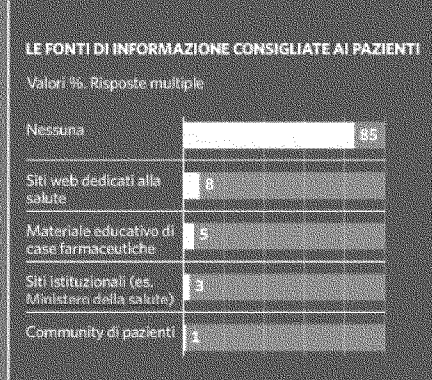 LE FONTI DI INFORMAZIONE CONSIGLIATE AI PAZIENTI
Valori %. Risposte multiple
Nessuna 85
Siti web dedicati alla
salute 8
Materiale educativo di
case farmaceutiche 5
Siti istituzionali (es.
Ministero della salute) 3
Community di pazienti 1